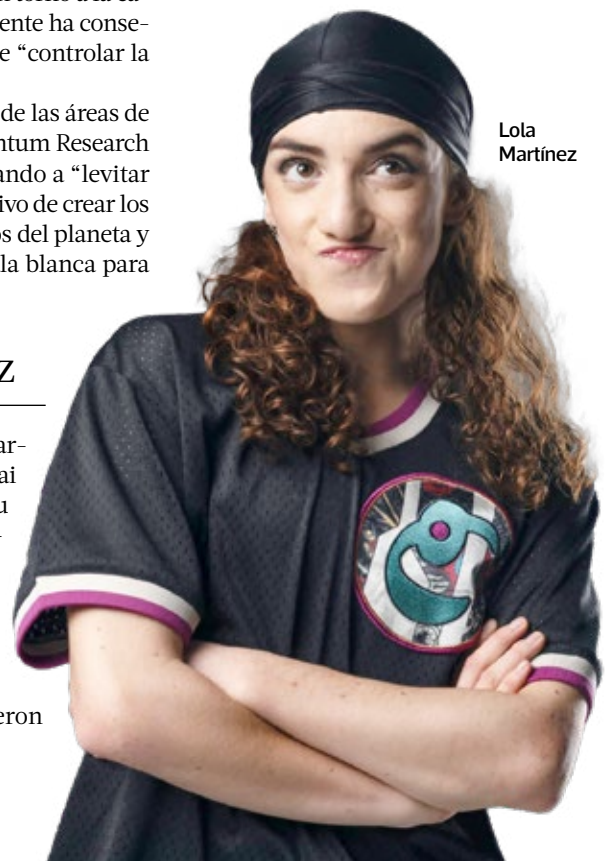 ente ha conse-
e “controlar la
de las áreas de
ntum Research
ando a “levitar
ivo de crear los
os del planeta y
la blanca para
Z
ar-
ai
u
eron
Lola
Martínez